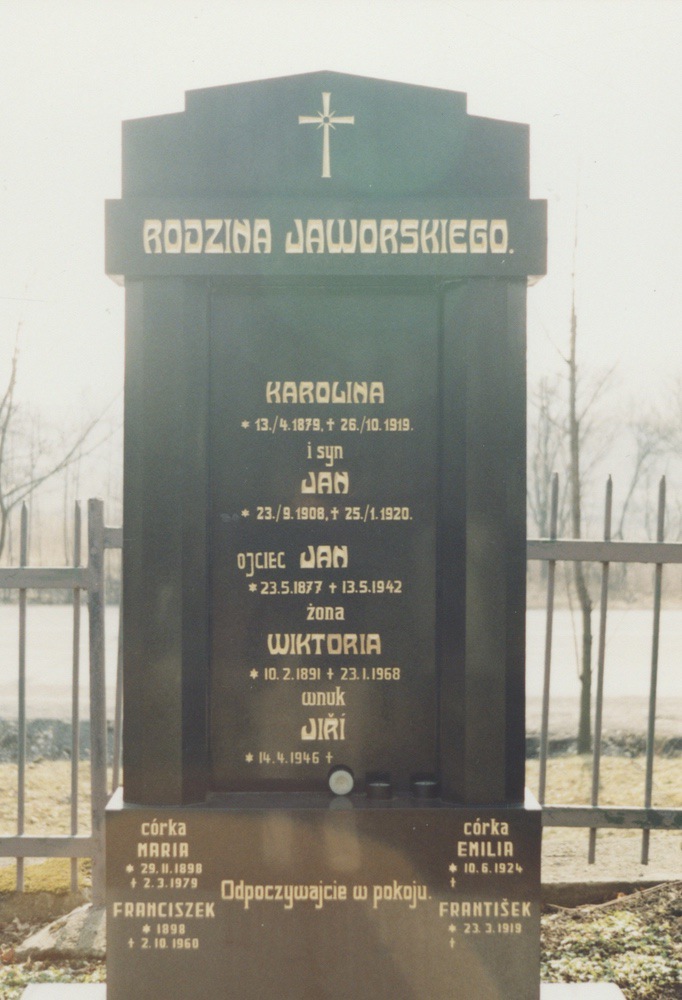 RODZINA JAWORSKIEGO.
KAROLINA
* 13./4.1879, † 26./10.1919.
i syn
JAN
* 23./9.1908, † 25./1.1920.
OJCIEC JAN
* 23.5.1877 † 13.5.1942
żona
WIKTORIA
* 10.2.1891 † 23.1.1968
wnuk
JIŘÍ
* 14.4.1946 †
córka
MARIA
* 29.11.1898
† 2.3.1979
FRANCISZEK
* 1898
† 2.10.1960
Odpoczywajcie w pokoju.
córka
EMILIA
* 10.6.1924
†
FRANTIŠEK
* 23.3.1919
†